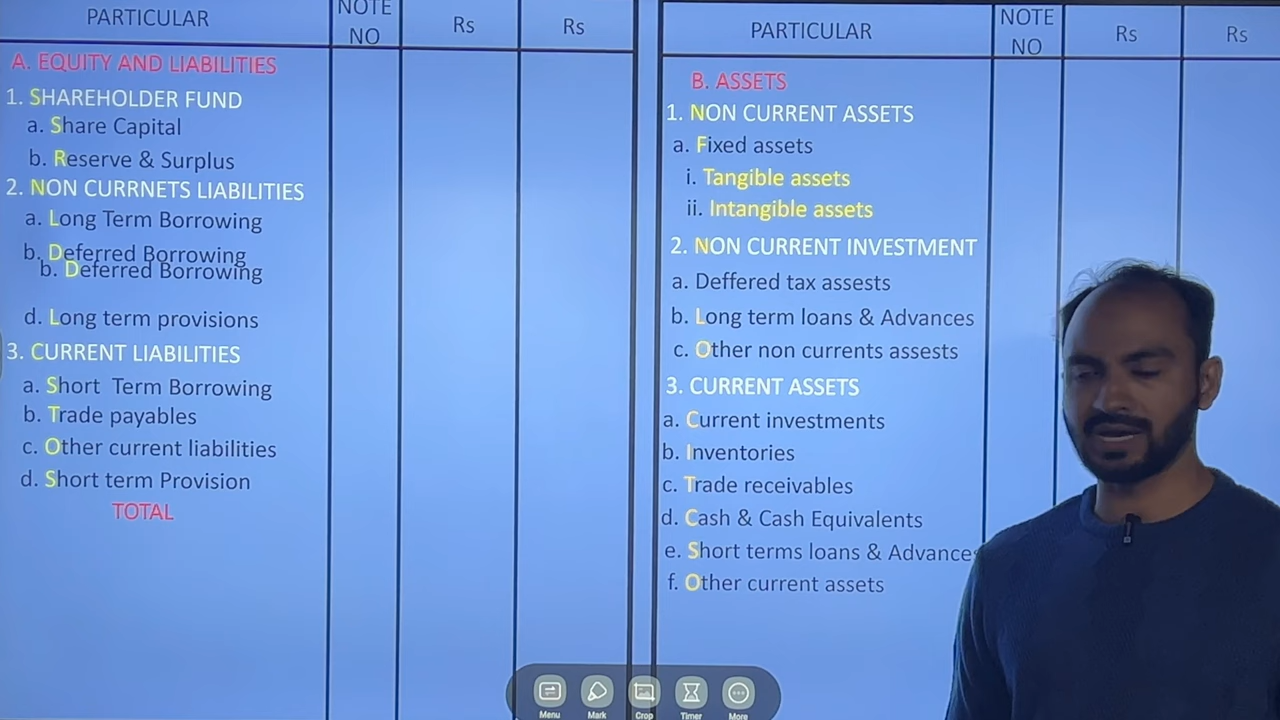 PARTICULAR
NOTE
NO
Rs
Rs
A. EQUITY AND LIABILITIES
1. SHAREHOLDER FUND
a. Share Capital
b. Reserve & Surplus
2. NON CURRNETS LIABILITIES
a. Long Term Borrowing
b. Deferred Borrowing
b. Deferred Borrowing
d. Long term provisions
3. CURRENT LIABILITIES
a. Short Term Borrowing
b. Trade payables
c. Other current liabilities
d. Short term Provision
TOTAL
PARTICULAR
NOTE
NO
Rs
Rs
B. ASSETS
1. NON CURRENT ASSETS
a. Fixed assets
i. Tangible assets
ii. Intangible assets
2. NON CURRENT INVESTMENT
a. Deffered tax assests
b. Long term loans & Advances
c. Other non currents assests
3. CURRENT ASSETS
a. Current investments
b. Inventories
c. Trade receivables
d. Cash & Cash Equivalents
e. Short terms loans & Advances
f. Other current assets
Menu
Mark
Crop
Timer
More